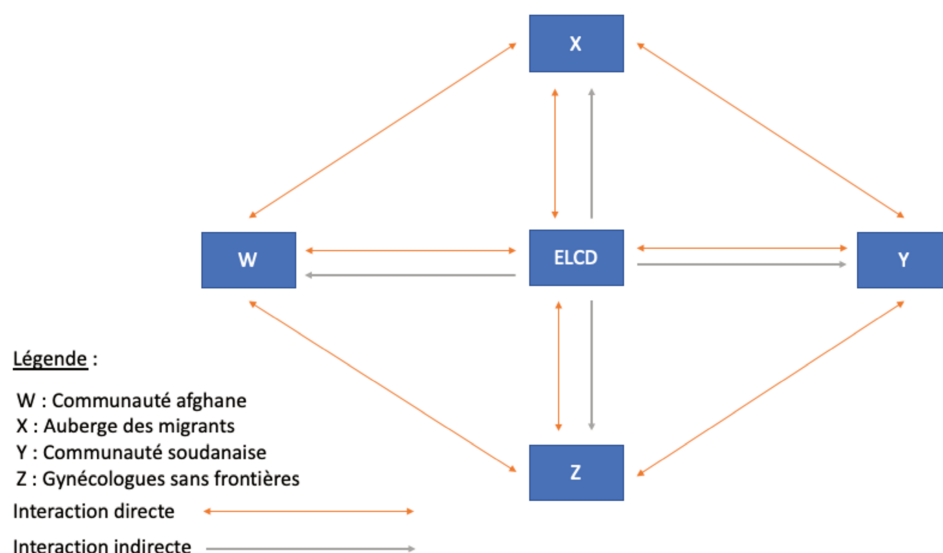 X
W
ELCD
Y
Légende :
W : Communauté afghane
X : Auberge des migrants
Y : Communauté soudanaise
Z : Gynécologues sans frontières
Z
Interaction directe
Interaction indirecte